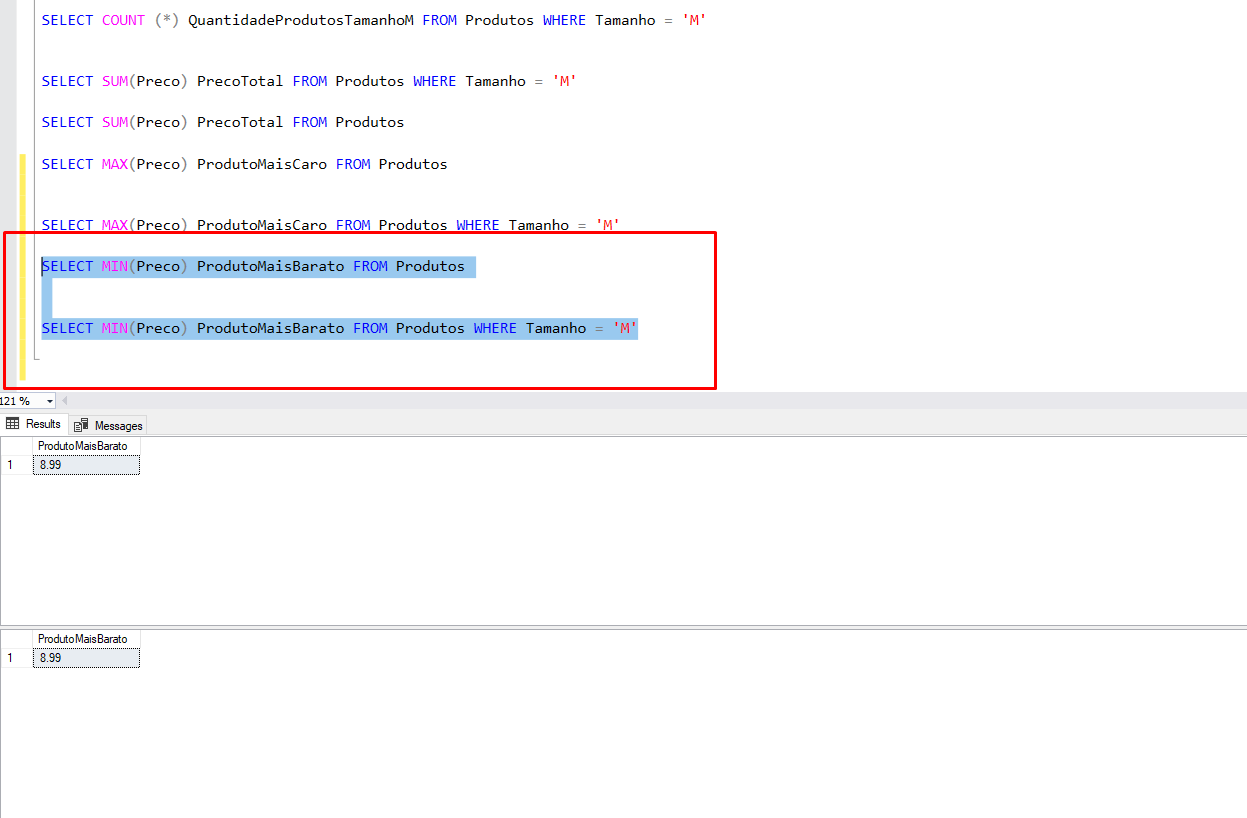 SELECT COUNT (*) QuantidadeProdutosTamanhoM FROM Produtos WHERE Tamanho = 'M'
SELECT SUM(Preco) PrecoTotal FROM Produtos WHERE Tamanho = 'M'
SELECT SUM(Preco) PrecoTotal FROM Produtos
SELECT MAX(Preco) ProdutoMaisCaro FROM Produtos
SELECT MAX(Preco) ProdutoMaisCaro FROM Produtos WHERE Tamanho = 'M'
SELECT MIN(Preco) ProdutoMaisBarato FROM Produtos
SELECT MIN(Preco) ProdutoMaisBarato FROM Produtos WHERE Tamanho = 'M'
121 %
Results Messages
ProdutoMaisBarato
1 8.99
ProdutoMaisBarato
1 8.99